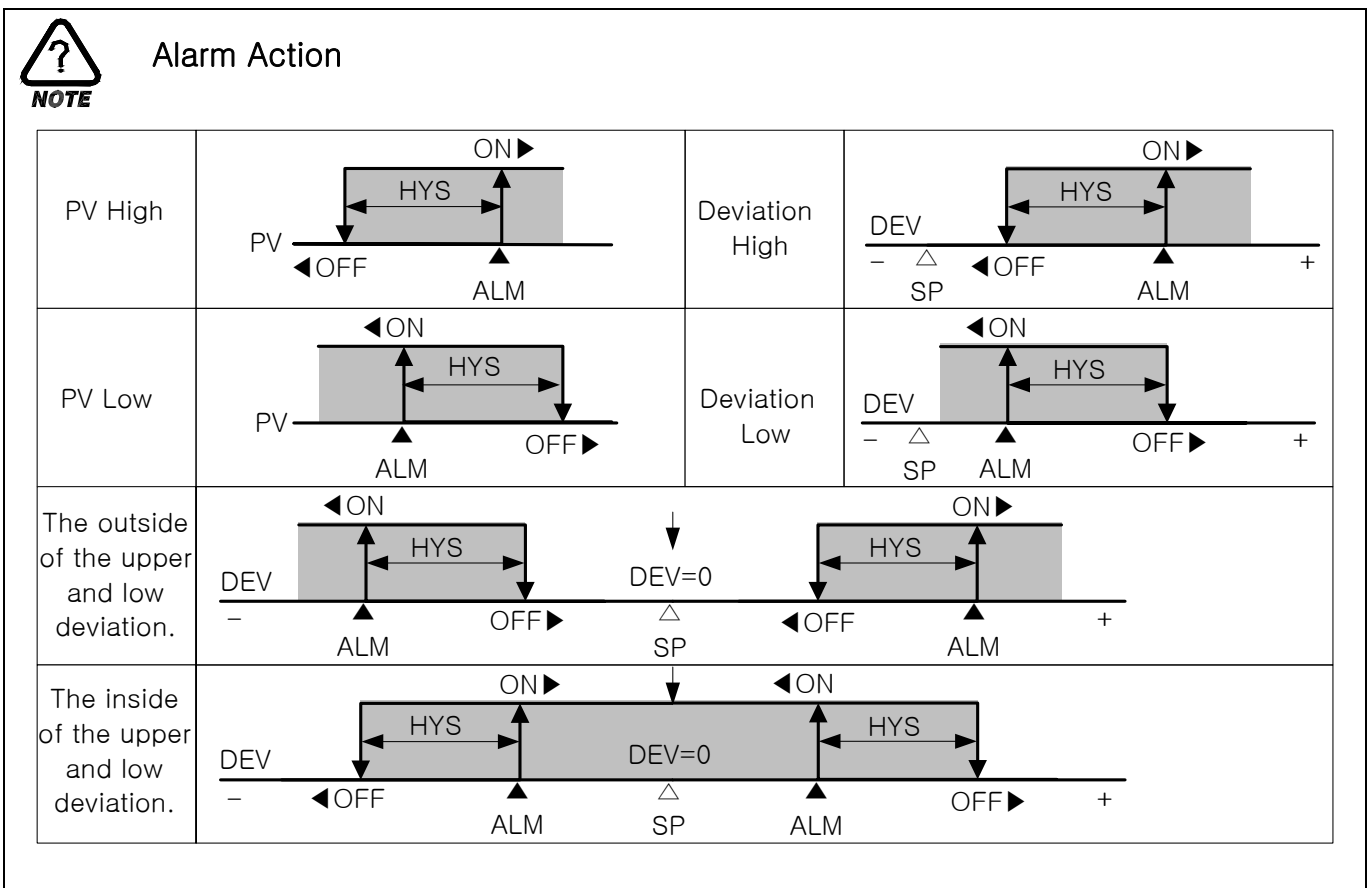 NOTE
Alarm Action
PV High
ON▶
HYS
PV
◀OFF
ALM
Deviation
High
ON▶
HYS
DEV
− △ ◀OFF +
SP ALM
PV Low
◀ON
HYS
PV
OFF▶
ALM
Deviation
Low
◀ON
HYS
DEV
− △ OFF▶ +
SP ALM
The outside
of the upper
and low
deviation.
◀ON ON▶
HYS HYS
DEV DEV=0
− OFF▶ △ ◀OFF +
ALM SP ALM
The inside
of the upper
and low
deviation.
ON▶ ◀ON
HYS HYS
DEV DEV=0
− ◀OFF △ OFF▶ +
ALM SP ALM